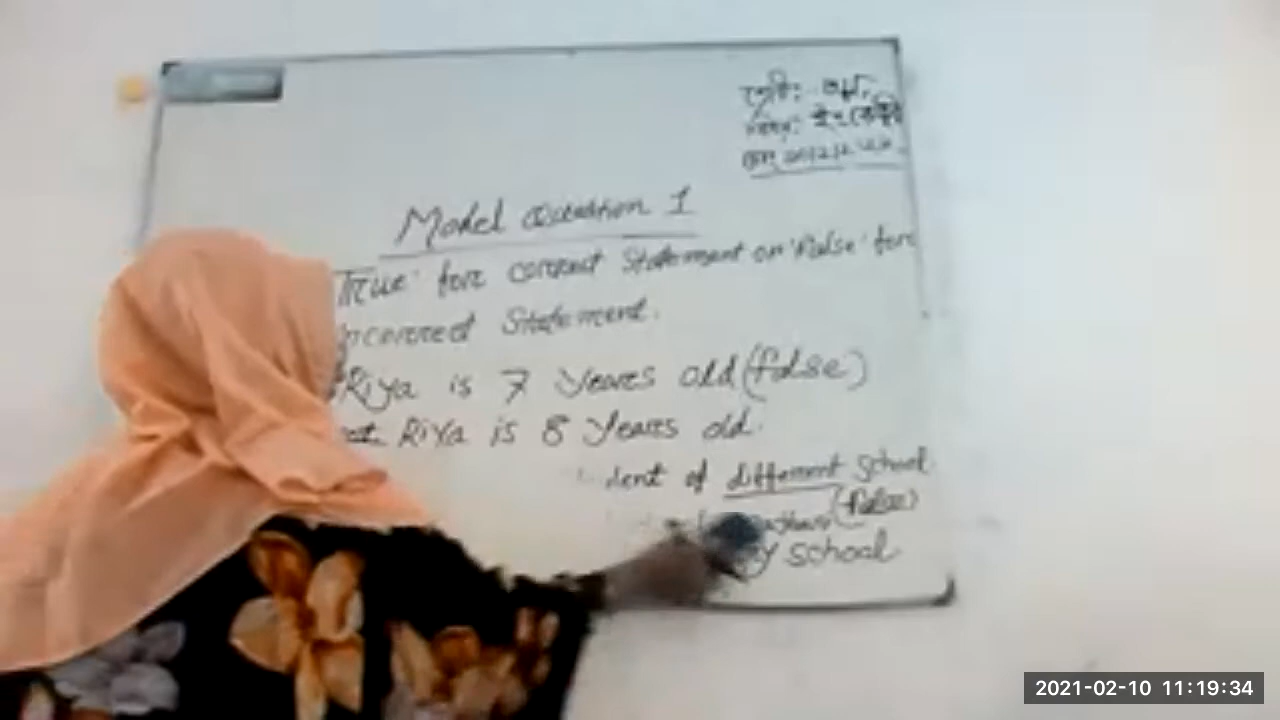 শ্রেণি:
বিষয়: ইংরেজি
Model Question 1
True' for correct Statement or 'False' for
incorrect Statement.
Riya is 7 years old (false)
Riya is 8 years old.
dent of different School
(false)
y school
2021-02-10 11:19:34